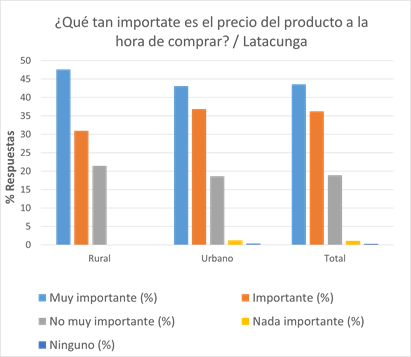 ¿Qué tan importate es el precio del producto a la
hora de comprar? / Latacunga
% Respuestas
50
45
40
35
30
25
20
15
10
5
0
Rural
Urbano
Total
Muy importante (%)
Importante (%)
No muy importante (%)
Nada importante (%)
Ninguno (%)